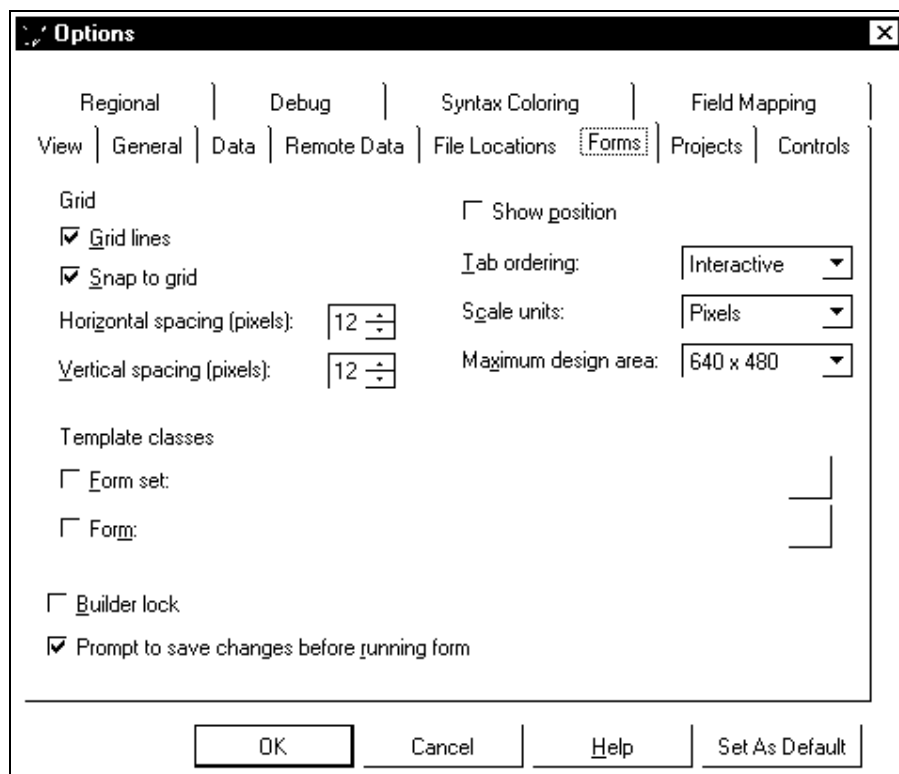 Options
Regional Debug Syntax Coloring Field Mapping
View General Data Remote Data File Locations Forms Projects Controls
Grid
Show position
Grid lines
Tab ordering: Interactive
Snap to grid
Horizontal spacing (pixels): 12
Scale units: Pixels
Vertical spacing (pixels): 12
Maximum design area: 640 x 480
Template classes
Form set:
Form:
Builder lock
Prompt to save changes before running form
OK Cancel Help Set As Default